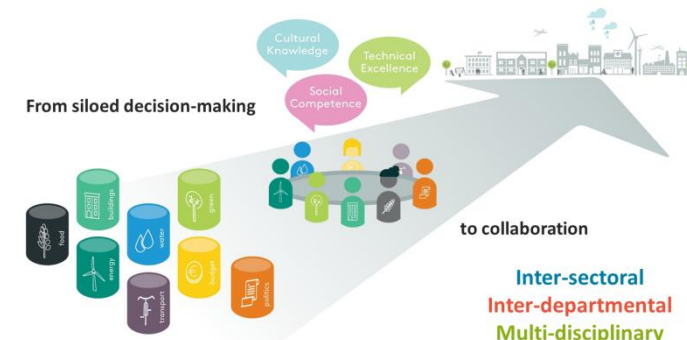 Cultural
Knowledge
Technical
Excellence
Social
Competence
From siloed decision-making
food
buildings
energy
water
transport
green
budget
politics
to collaboration
Inter-sectoral
Inter-departmental
Multi-disciplinary